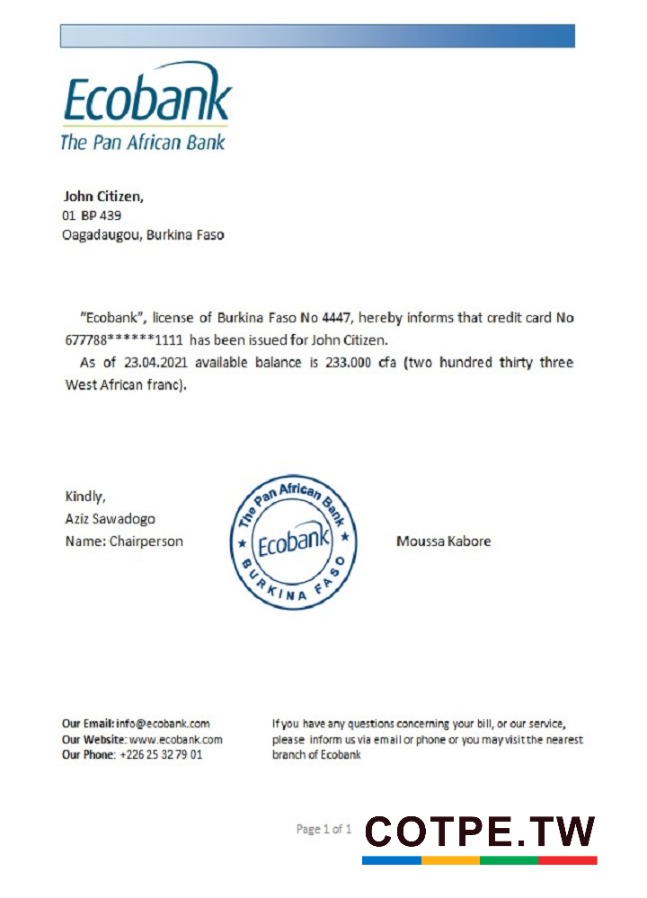 Ecobank
The Pan African Bank
John Citizen,
01 BP 439
Oagadaugou, Burkina Faso
"Ecobank", license of Burkina Faso No 4447, hereby informs that credit card No
677788******1111 has been issued for John Citizen.
As of 23.04.2021 available balance is 233.000 cfa (two hundred thirty three
West African franc).
Kindly,
Aziz Sawadogo
Name: Chairperson
The Pan African Bank
Ecobank
BURKINA FASO
Moussa Kabore
Our Email: info@ecobank.com
Our Website: www.ecobank.com
Our Phone: +226 25 32 79 01
If you have any questions concerning your bill, or our service,
please inform us via email or phone or you may visit the nearest
branch of Ecobank
Page 1 of 1
COTPE.TW